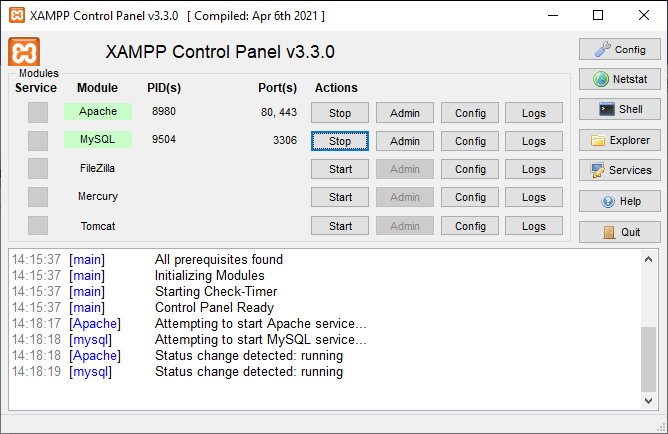 XAMPP Control Panel v3.3.0 [ Compiled: Apr 6th 2021 ]
XAMPP Control Panel v3.3.0
Config
Modules
Service Module PID(s) Port(s) Actions
Netstat
Apache 8980 80, 443 Stop Admin Config Logs
Shell
MySQL 9504 3306 Stop Admin Config Logs
Explorer
FileZilla Start Admin Config Logs
Services
Mercury Start Admin Config Logs
Help
Tomcat Start Admin Config Logs
Quit
14:15:37 [main] All prerequisites found
14:15:37 [main] Initializing Modules
14:15:37 [main] Starting Check-Timer
14:15:37 [main] Control Panel Ready
14:18:17 [Apache] Attempting to start Apache service...
14:18:18 [mysql] Attempting to start MySQL service...
14:18:18 [Apache] Status change detected: running
14:18:19 [mysql] Status change detected: running